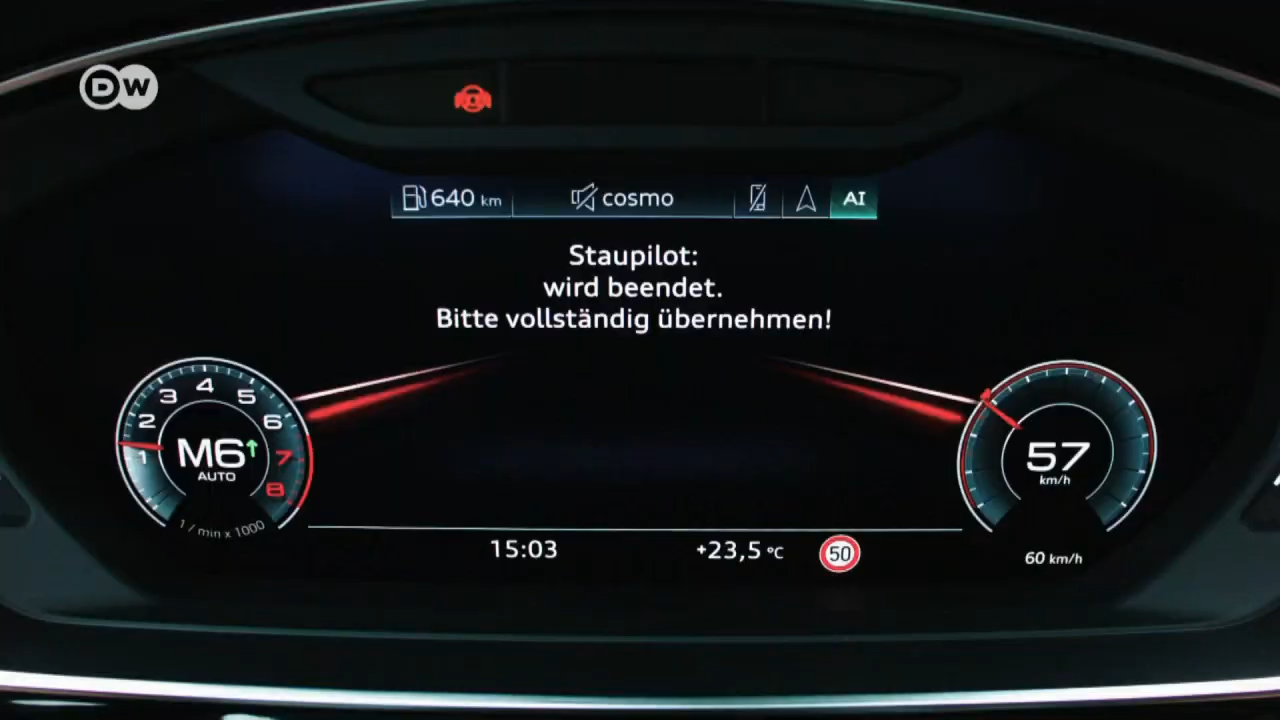 DW
640 km
cosmo
AI
Staupilot:
wird beendet.
Bitte vollständig übernehmen!
1
2
3
4
5
6
7
8
M6
AUTO
1 / min x 1000
57
km/h
15:03
+23,5 °C
50
60 km/h